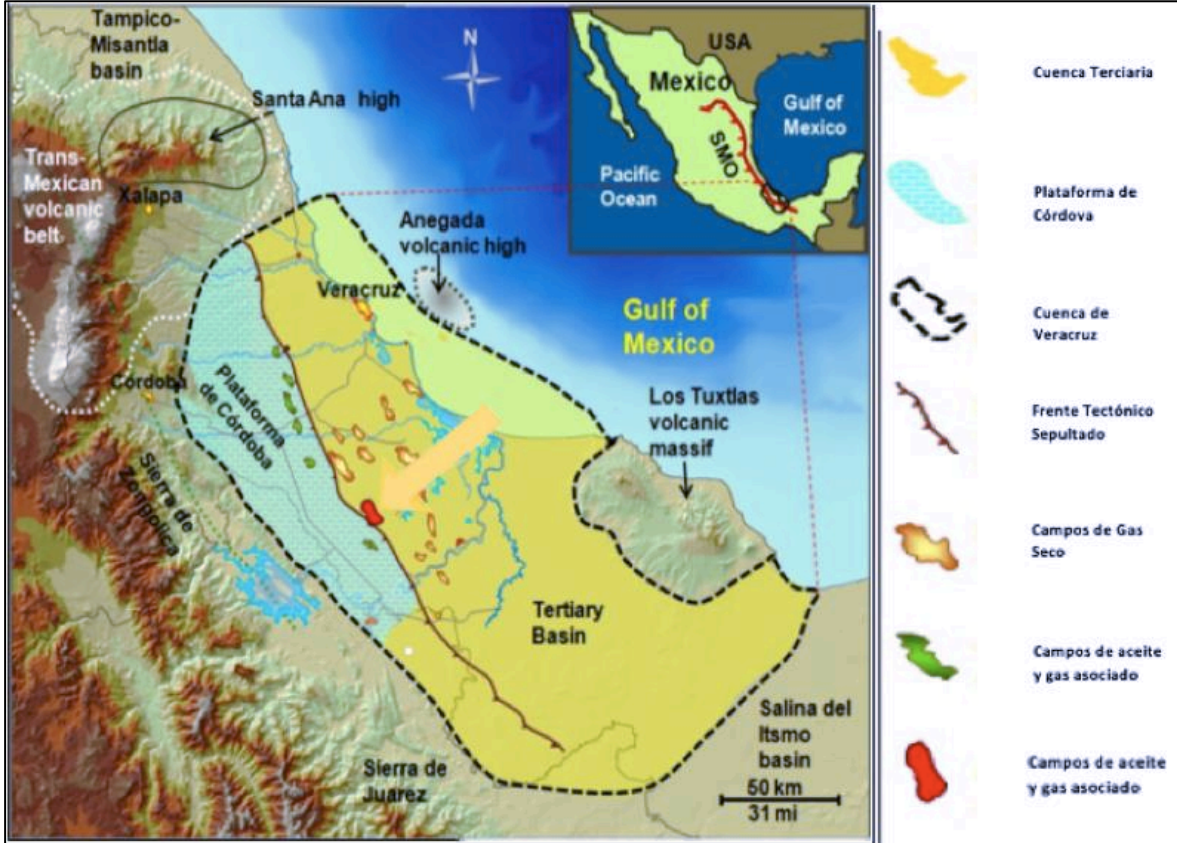 Tampico-
Misantla
basin
Santa Ana high
N
Trans-
Mexican
volcanic
belt
Xalapa
Anegada
volcanic high
Veracruz
Gulf of
Mexico
Córdoba
Plataforma
de Córdoba
Los Tuxtlas
volcanic
massif
Sierra de
Zongolica
Tertiary
Basin
Sierra de
Juarez
Salina del
Itsmo
basin
50 km
31 mi
USA
Mexico
Gulf of
Mexico
SMO
Pacific
Ocean
Cuenca Terciaria
Plataforma de
Córdova
Cuenca de
Veracruz
Frente Tectónico
Sepultado
Campos de Gas
Seco
Campos de aceite
y gas asociado
Campos de aceite
y gas asociado